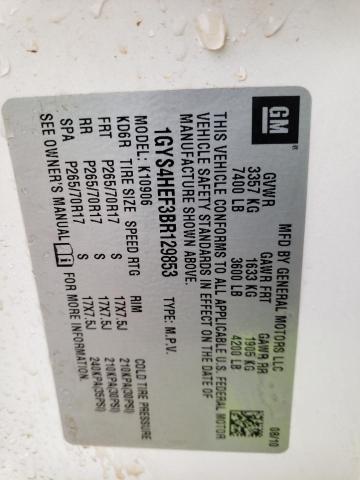 GM
MFD BY GENERAL MOTORS LLC
08/10
GVWR GAWR FRT GAWR RR
3357 KG 1633 KG 1905 KG
7400 LB 3600 LB 4200 LB
THIS VEHICLE CONFORMS TO ALL APPLICABLE U.S. FEDERAL MOTOR
VEHICLE SAFETY STANDARDS IN EFFECT ON THE DATE OF
MANUFACTURE SHOWN ABOVE.
1GYS4HEF3BR129853 TYPE: M.P.V.
MODEL: K10906
KD6R TIRE SIZE SPEED RTG RIM COLD TIRE PRESSURE
FRT P265/70R17 S 17X7.5J 210KPA(30PSI)
RR P265/70R17 S 17X7.5J 210KPA(30PSI)
SPA P265/70R17 S 17X7.5J 240KPA(35PSI)
SEE OWNER'S MANUAL FOR MORE INFORMATION.